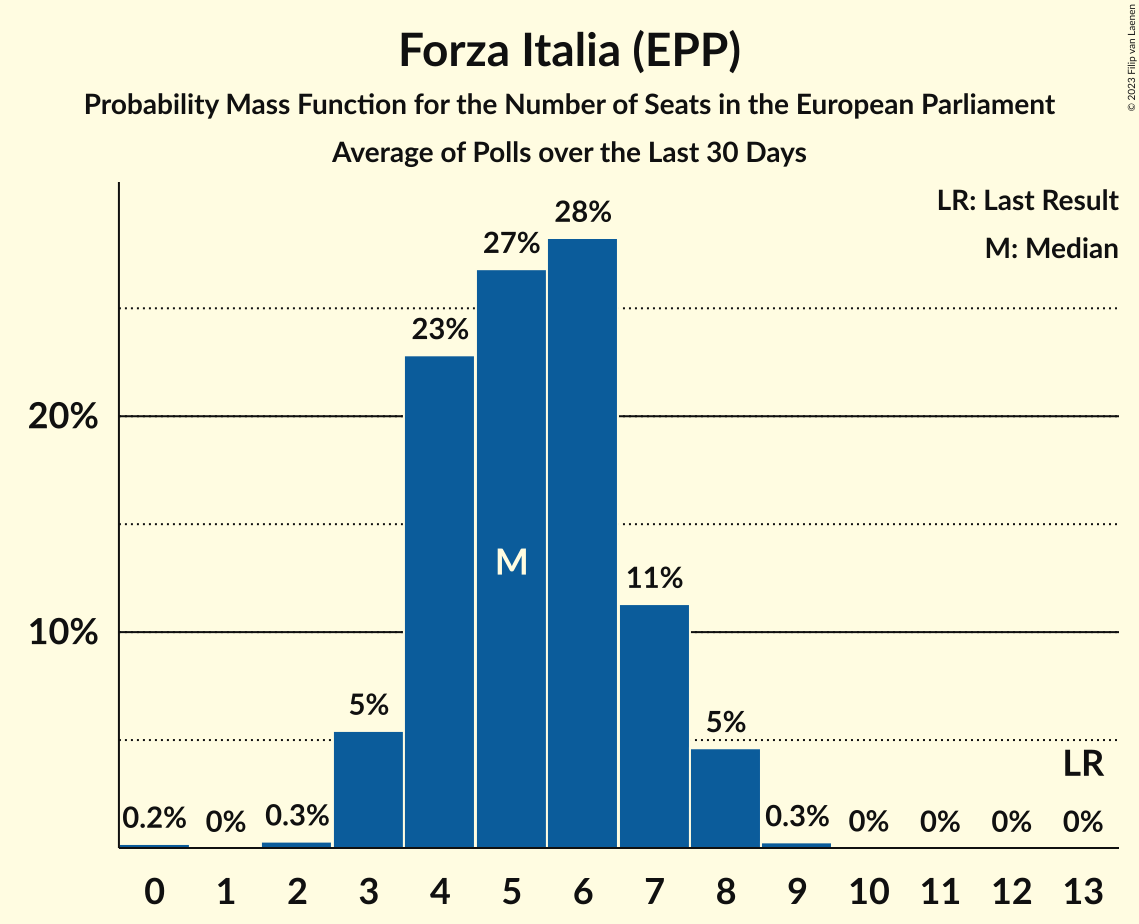 Forza Italia (EPP)
Probability Mass Function for the Number of Seats in the European Parliament
Average of Polls over the Last 30 Days
© 2023 Filip van Laenen
LR: Last Result
M: Median
28%
27%
23%
20%
M
11%
10%
5%
5%
LR
0.2%
0%
0.3%
0.3%
0%
0%
0%
0%
0 1 2 3 4 5 6 7 8 9 10 11 12 13